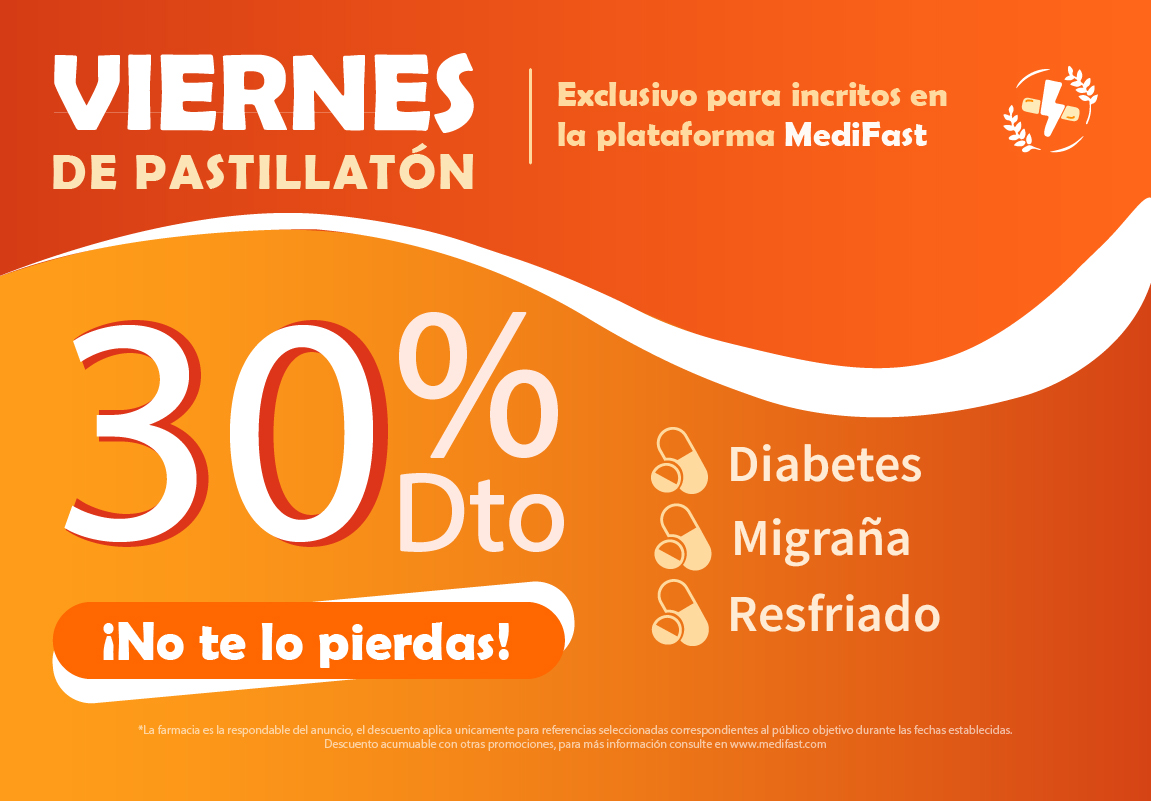 VIERNES
DE PASTILLATÓN
Exclusivo para incritos en
la plataforma MediFast
30% Dto
Diabetes
Migraña
Resfriado
¡No te lo pierdas!
*La farmacia es la respondable del anuncio, el descuento aplica unicamente para referencias seleccionadas correspondientes al público objetivo durante las fechas establecidas.
Descuento acumuable con otras promociones, para más información consulte en www.medifast.com